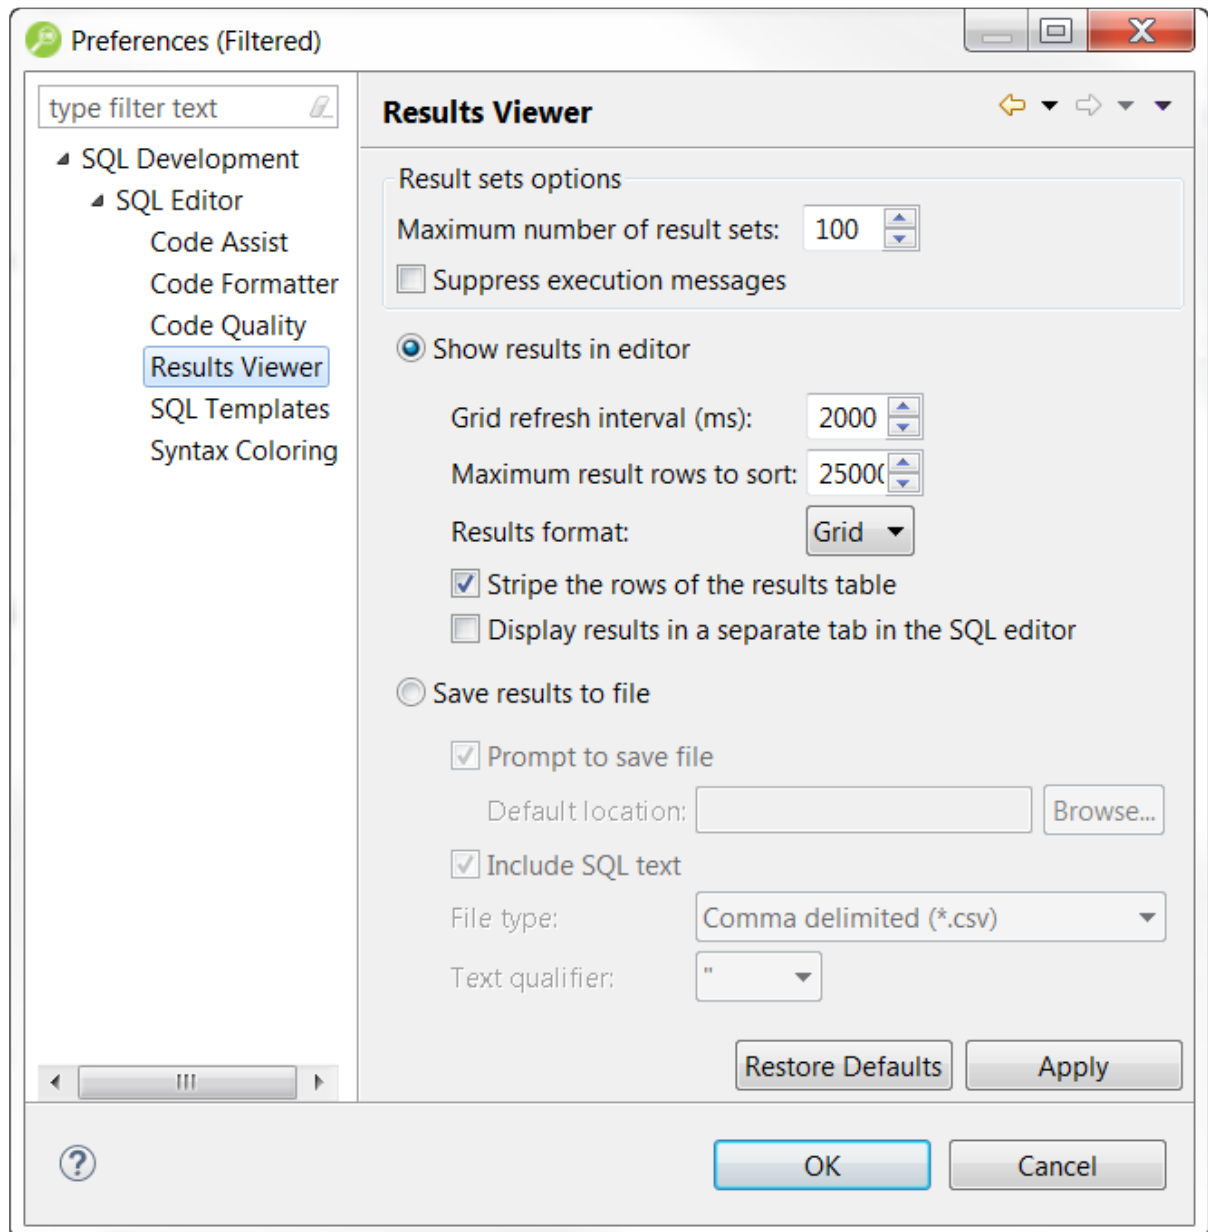 Preferences (Filtered)
type filter text
SQL Development
SQL Editor
Code Assist
Code Formatter
Code Quality
Results Viewer
SQL Templates
Syntax Coloring
Results Viewer
Result sets options
Maximum number of result sets: 100
Suppress execution messages
Show results in editor
Grid refresh interval (ms): 2000
Maximum result rows to sort: 25000
Results format: Grid
Stripe the rows of the results table
Display results in a separate tab in the SQL editor
Save results to file
Prompt to save file
Default location: Browse...
Include SQL text
File type: Comma delimited (*.csv)
Text qualifier: "
Restore Defaults Apply
? OK Cancel